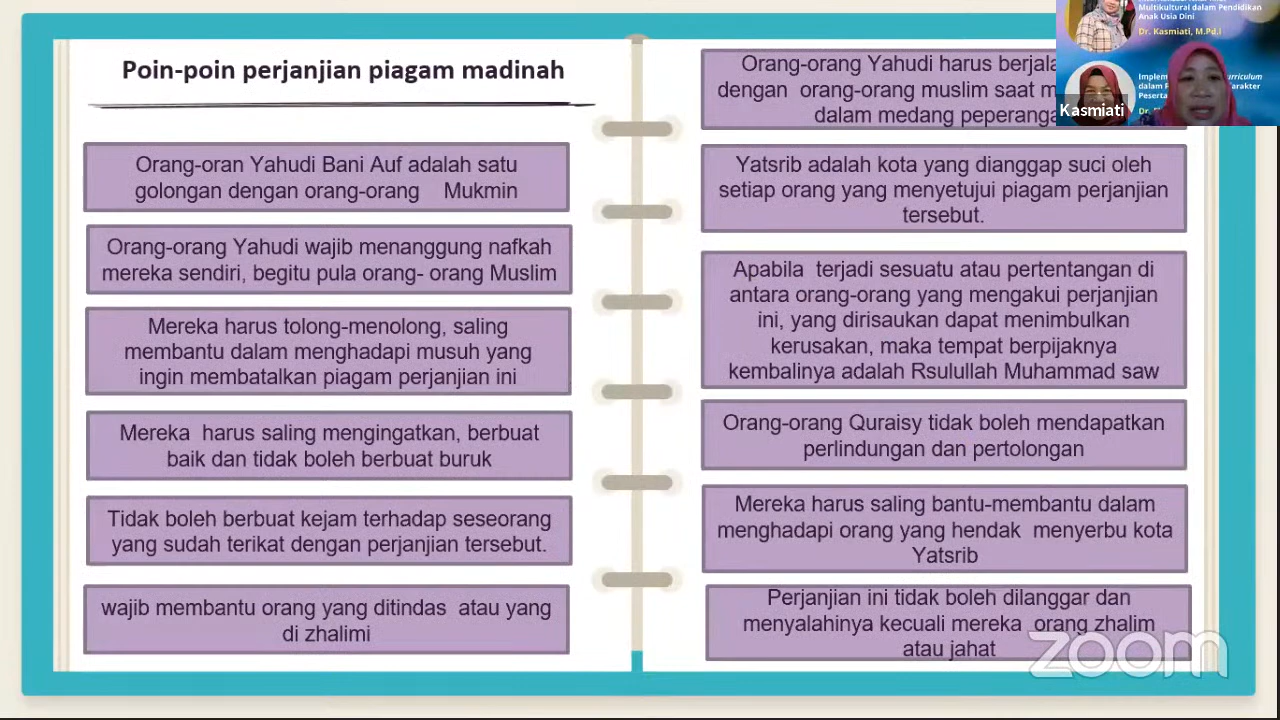 Poin-poin perjanjian piagam madinah
Orang-oran Yahudi Bani Auf adalah satu
golongan dengan orang-orang Mukmin
Orang-orang Yahudi wajib menanggung nafkah
mereka sendiri, begitu pula orang- orang Muslim
Mereka harus tolong-menolong, saling
membantu dalam menghadapi musuh yang
ingin membatalkan piagam perjanjian ini
Mereka harus saling mengingatkan, berbuat
baik dan tidak boleh berbuat buruk
Tidak boleh berbuat kejam terhadap seseorang
yang sudah terikat dengan perjanjian tersebut.
wajib membantu orang yang ditindas atau yang
di zhalimi
Orang-orang Yahudi harus
dengan orang-orang muslim saat
dalam medang
Yatsrib adalah kota yang dianggap suci oleh
setiap orang yang menyetujui piagam perjanjian
tersebut.
Apabila terjadi sesuatu atau pertentangan di
antara orang-orang yang mengakui perjanjian
ini, yang dirisaukan dapat menimbulkan
kerusakan, maka tempat berpijaknya
kembalinya adalah Rsulullah Muhammad saw
Orang-orang Quraisy tidak boleh mendapatkan
perlindungan dan pertolongan
Mereka harus saling bantu-membantu dalam
menghadapi orang yang hendak menyerbu kota
Yatsrib
Perjanjian ini tidak boleh dilanggar dan
menyalahinya kecuali mereka orang zhalim
atau jahat
Multikultural dalam Pendidikan
Anak Usia Dini
Dr. Kasmiati, M.Pd.I
dalam
Kasmiati
zoom